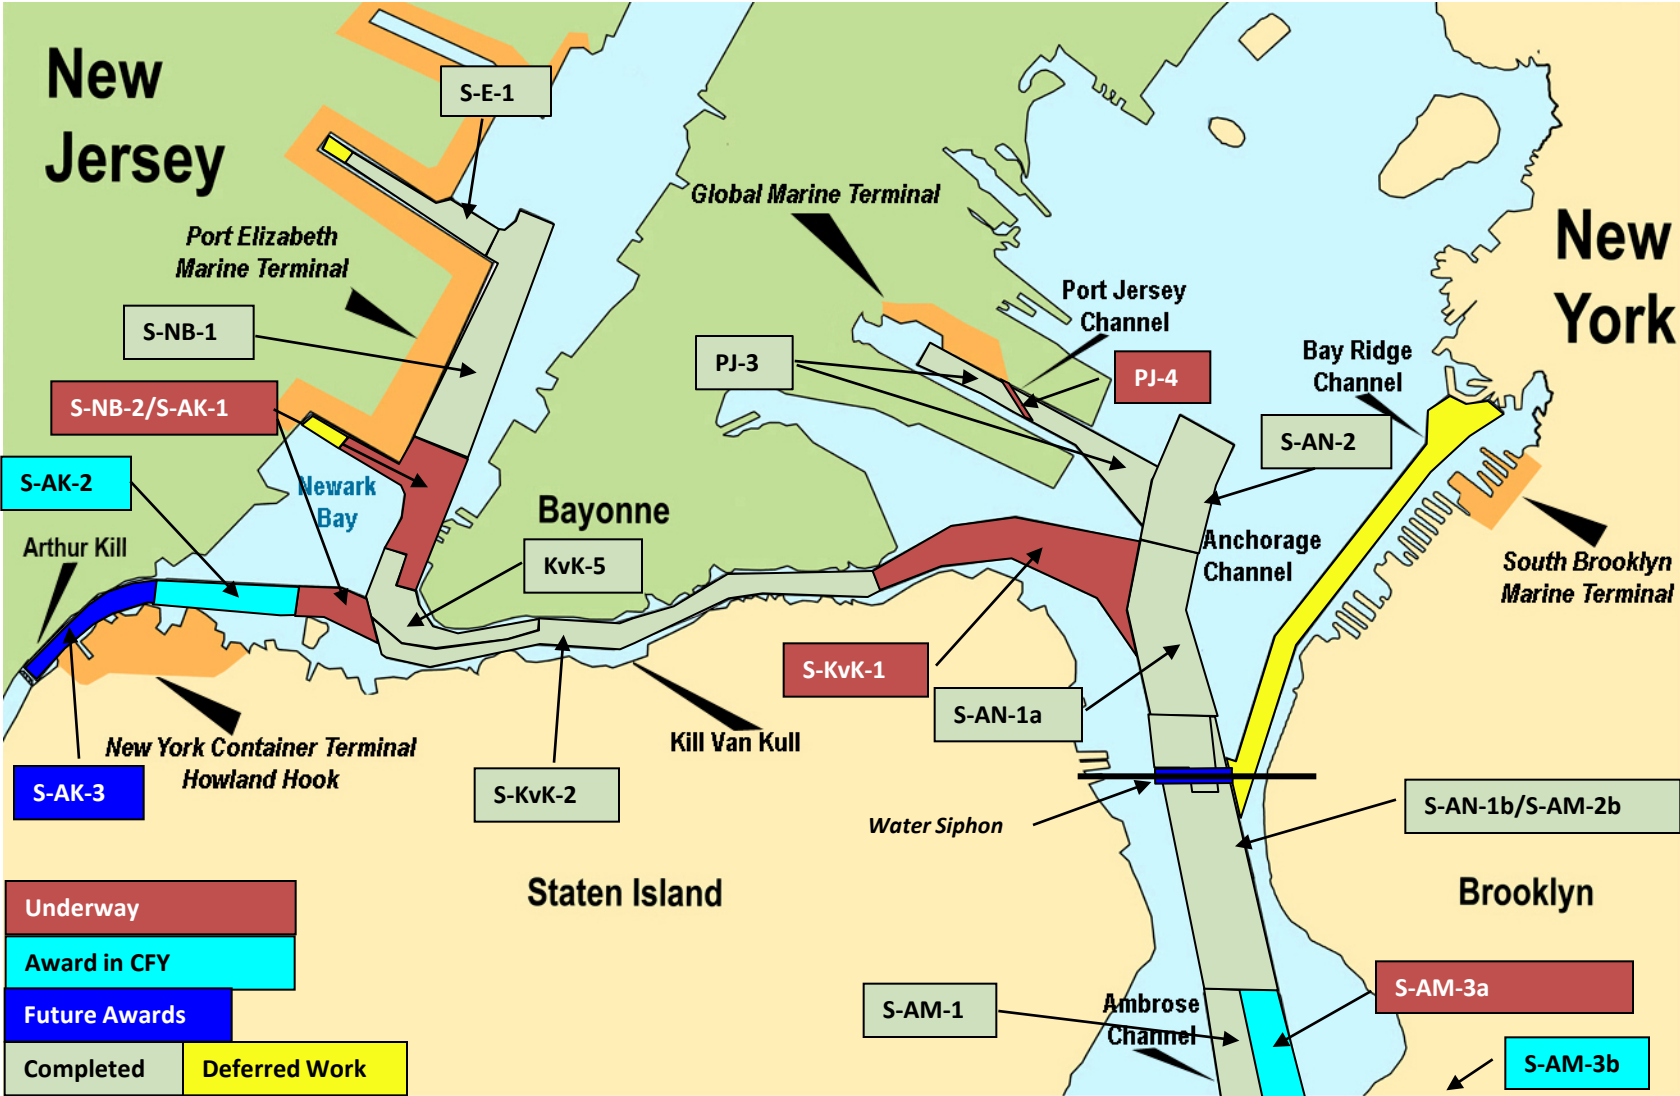 New
Jersey
S-E-1
Port Elizabeth
Marine Terminal
Global Marine Terminal
New
York
S-NB-1
Port Jersey
Channel
PJ-3
PJ-4
Bay Ridge
Channel
S-NB-2/S-AK-1
S-AN-2
S-AK-2
Newark
Bay
Bayonne
Arthur Kill
KvK-5
Anchorage
Channel
South Brooklyn
Marine Terminal
S-KvK-1
S-AN-1a
New York Container Terminal
Howland Hook
Kill Van Kull
S-AK-3
S-KvK-2
S-AN-1b/S-AM-2b
Water Siphon
Staten Island
Brooklyn
Underway
Award in CFY
Future Awards
Completed
Deferred Work
S-AM-1
Ambrose
Channel
S-AM-3a
S-AM-3b